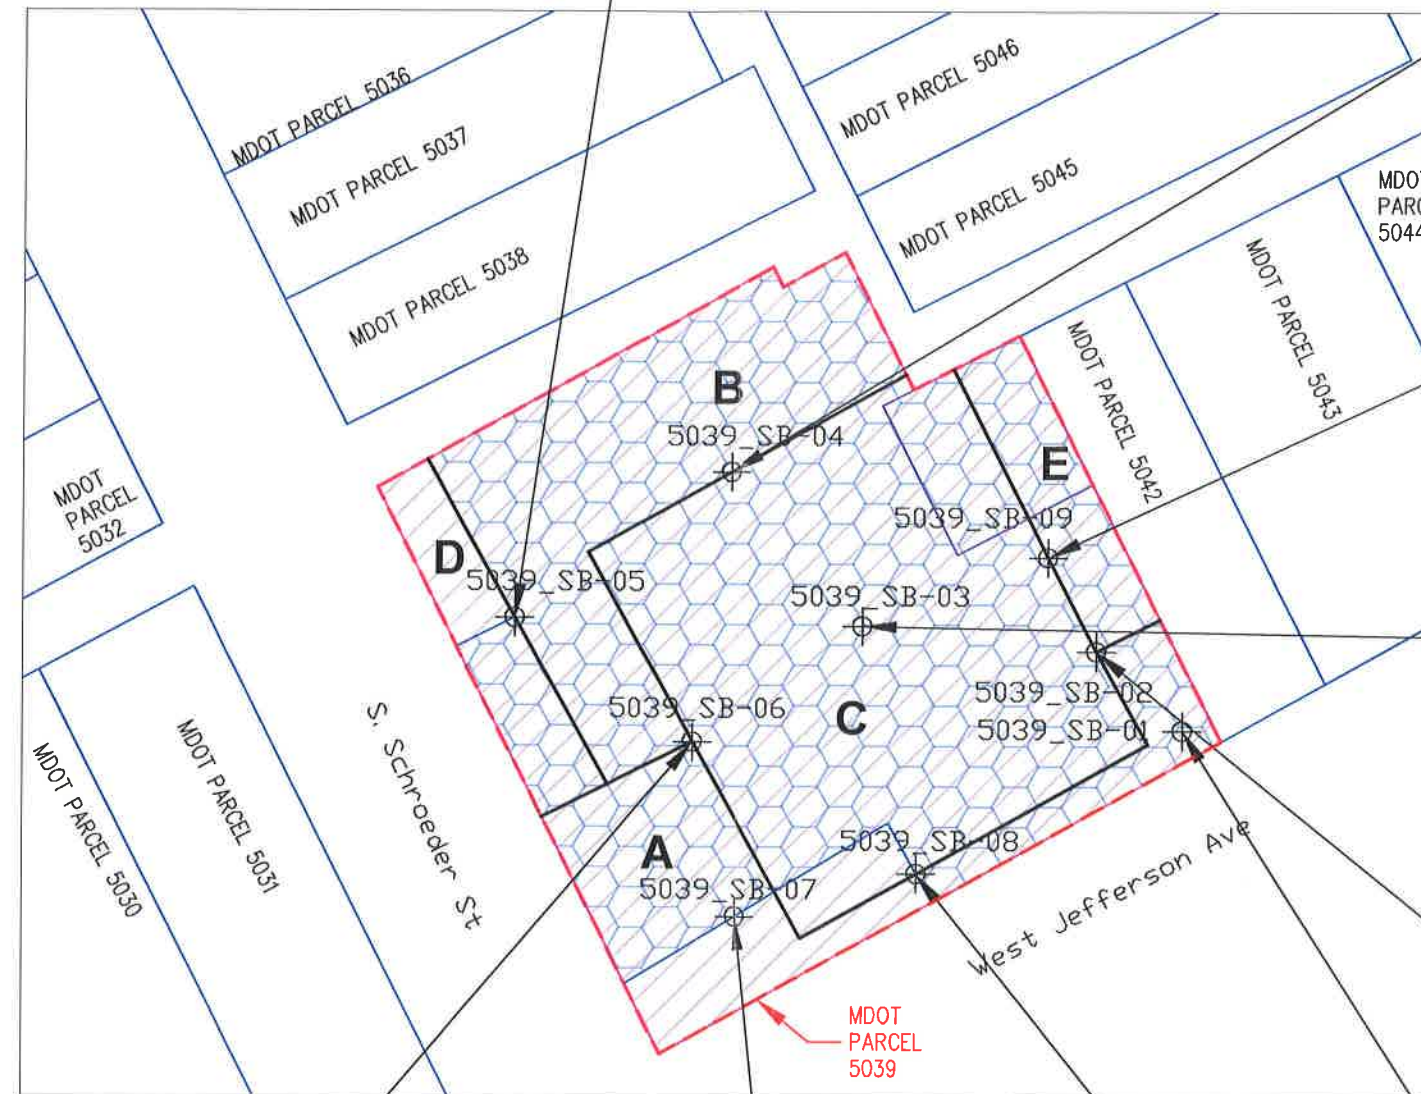 MDOT PARCEL 5036
MDOT PARCEL 5037
MDOT PARCEL 5038
MDOT PARCEL 5046
MDOT PARCEL 5045
MDOT
PARC
5044
MDOT PARCEL 5043
MDOT PARCEL 5042
MDOT
PARCEL
5032
B
5039_SB-04
E
5039_SB-09
D
5039_SB-05
5039_SB-03
5039_SB-06
C
5039_SB-02
5039_SB-01
A
5039_SB-08
5039_SB-07
S. Schroeder St
West Jefferson Ave
MDOT PARCEL 5031
MDOT PARCEL 5030
MDOT
PARCEL
5039